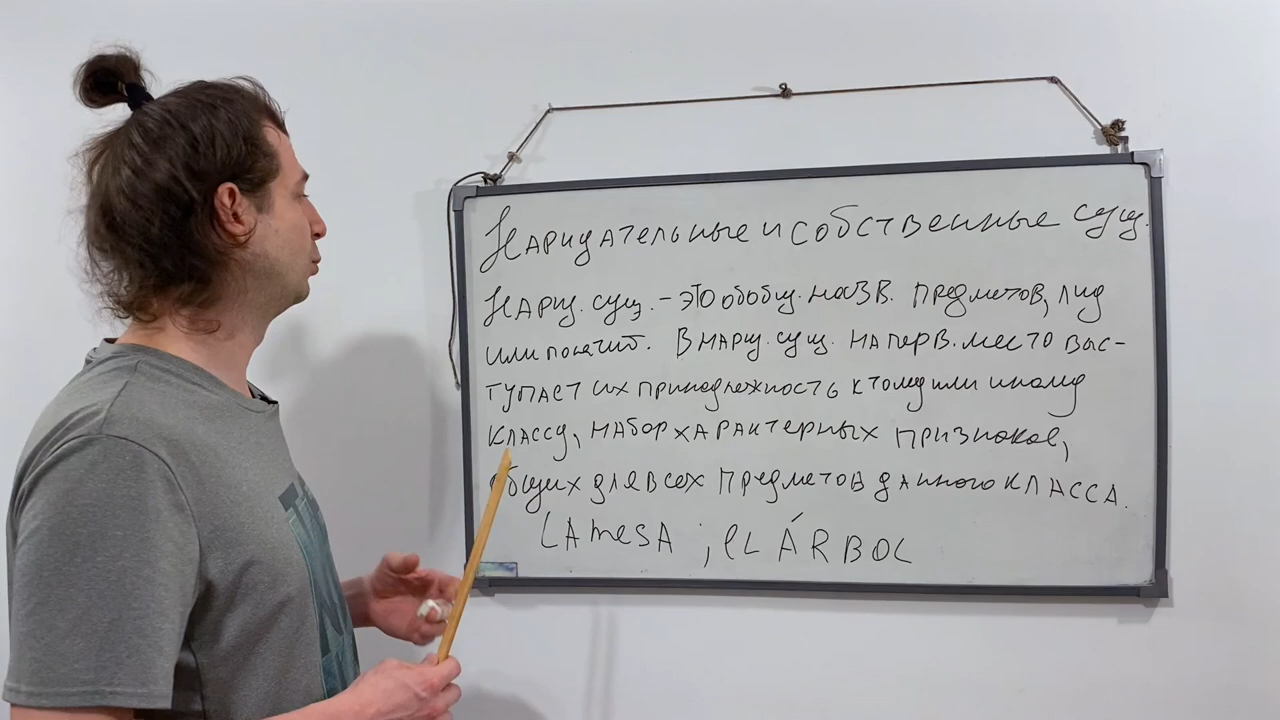 Нарицательные и собственные сущ.
Нариц. сущ. – это обобщ. назв. предметов, лиц
или понятий. В нариц. сущ. на перв. место выс-
тупает их принадлежность к тому или иному
классу, набор характерных признаков,
общих для всех предметов данного класса.
La mesa ; el árbol